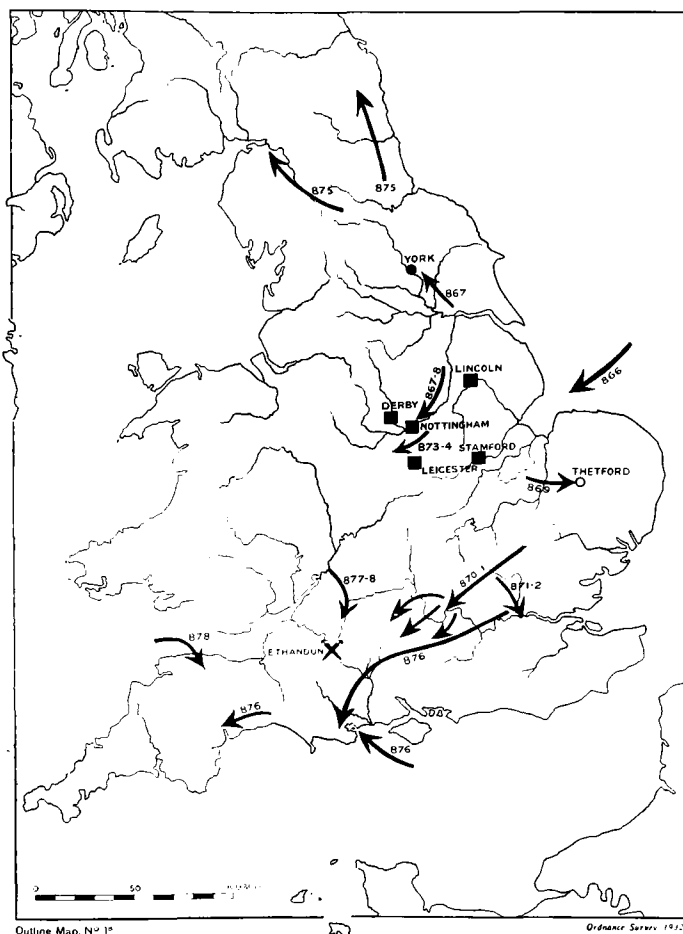 875
875
YORK
867
866
LINCOLN
867-8
DERBY
NOTTINGHAM
873-4
STAMFORD
LEICESTER
THETFORD
869
870-1
877-8
871-2
878
ETHANDUN
876
876
876
0 50
Outline Map. No 1a
Ordnance Survey